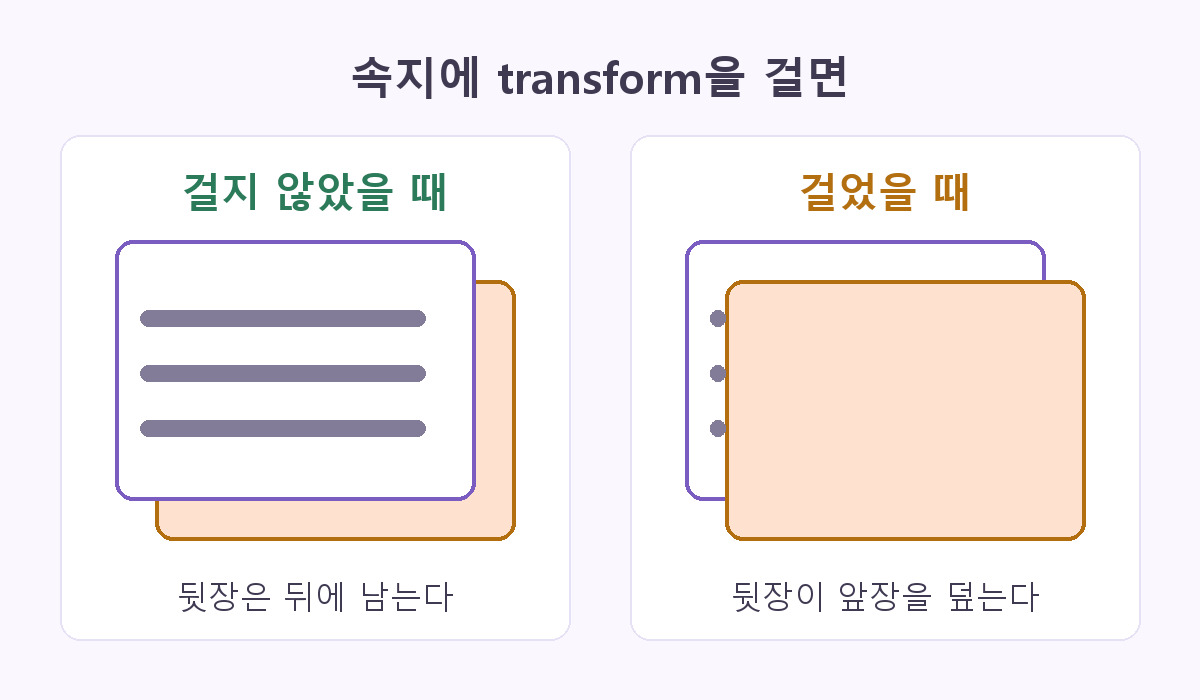 속지에 transform을 걸면
걸지 않았을 때
뒷장은 뒤에 남는다
걸었을 때
뒷장이 앞장을 덮는다